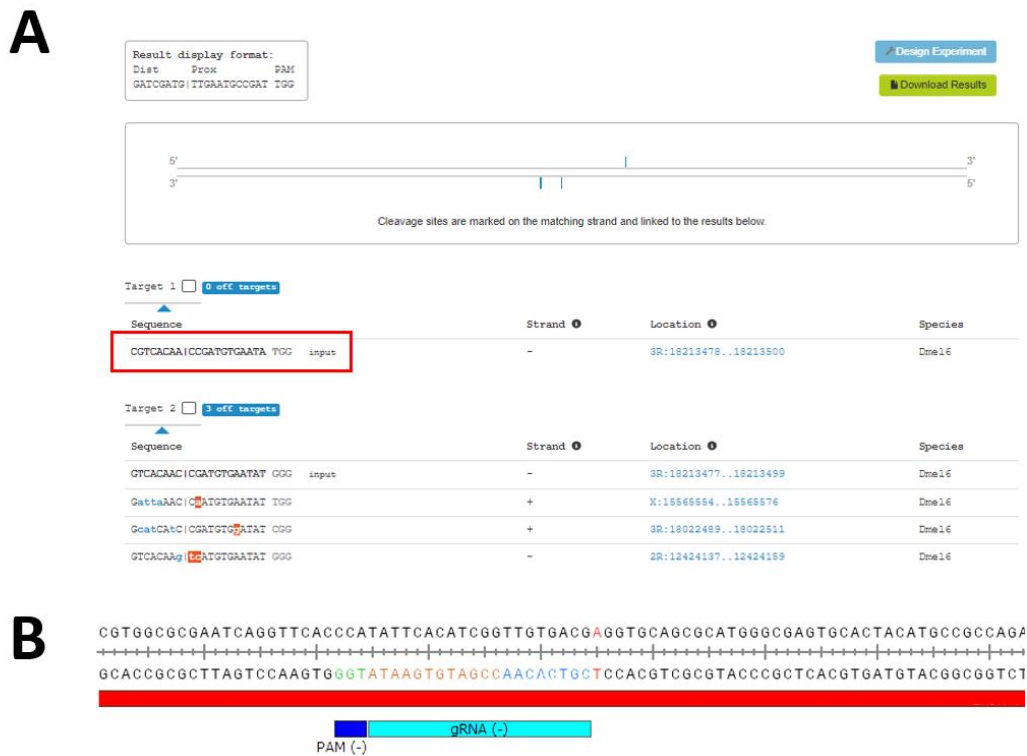 A
Result display format:
Dist Prox PAM
GATCGATG|TTGAATGCCGAT TGG
Design Experiment
Download Results
5' 3'
3' 5'
Cleavage sites are marked on the matching strand and linked to the results below.
Target 1 0 off targets
Sequence Strand Location Species
CGTCACAA|CCGATGTGAATA TGG input - 3R:18213478..18213500 Dmel6
Target 2 3 off targets
Sequence Strand Location Species
GTCACAAC|CGATGTGAATAT GGG input - 3R:18213477..18213499 Dmel6
GattaAAC|CaATGTGAATAT TGG + X:15565554..15565576 Dmel6
GcatCAtC|CGATGTGgATAT CGG + 3R:18022489..18022511 Dmel6
GTCACAAg|tcATGTGAATAT GGG - 2R:12424137..12424159 Dmel6
B
CGTGGCGCGAATCAGGTTCACCCATATTCACATCGGTTGTGACGAGGTGCAGCGCATGGGCGAGTGCACTACATGCCGCCAGA
GCACCGCGCTTAGTCCAAGTGGGTATAAGTGTAGCCAACACTGCTCCACGTCGCGTACCCGCTCACGTGATGTACGGCGGTCT
gRNA (-)
PAM (-)